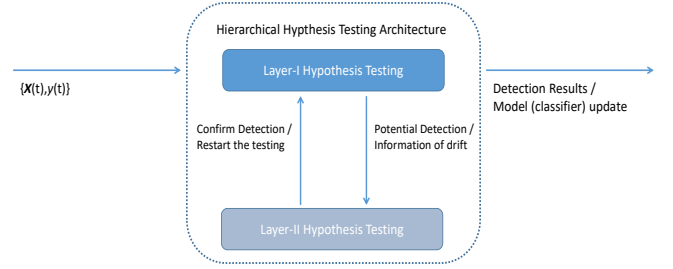 Hierarchical Hypthesis Testing Architecture
Layer-I Hypothesis Testing
{X(t),y(t)}
Detection Results /
Model (classifier) update
Confirm Detection /
Restart the testing
Potential Detection /
Information of drift
Layer-II Hypothesis Testing